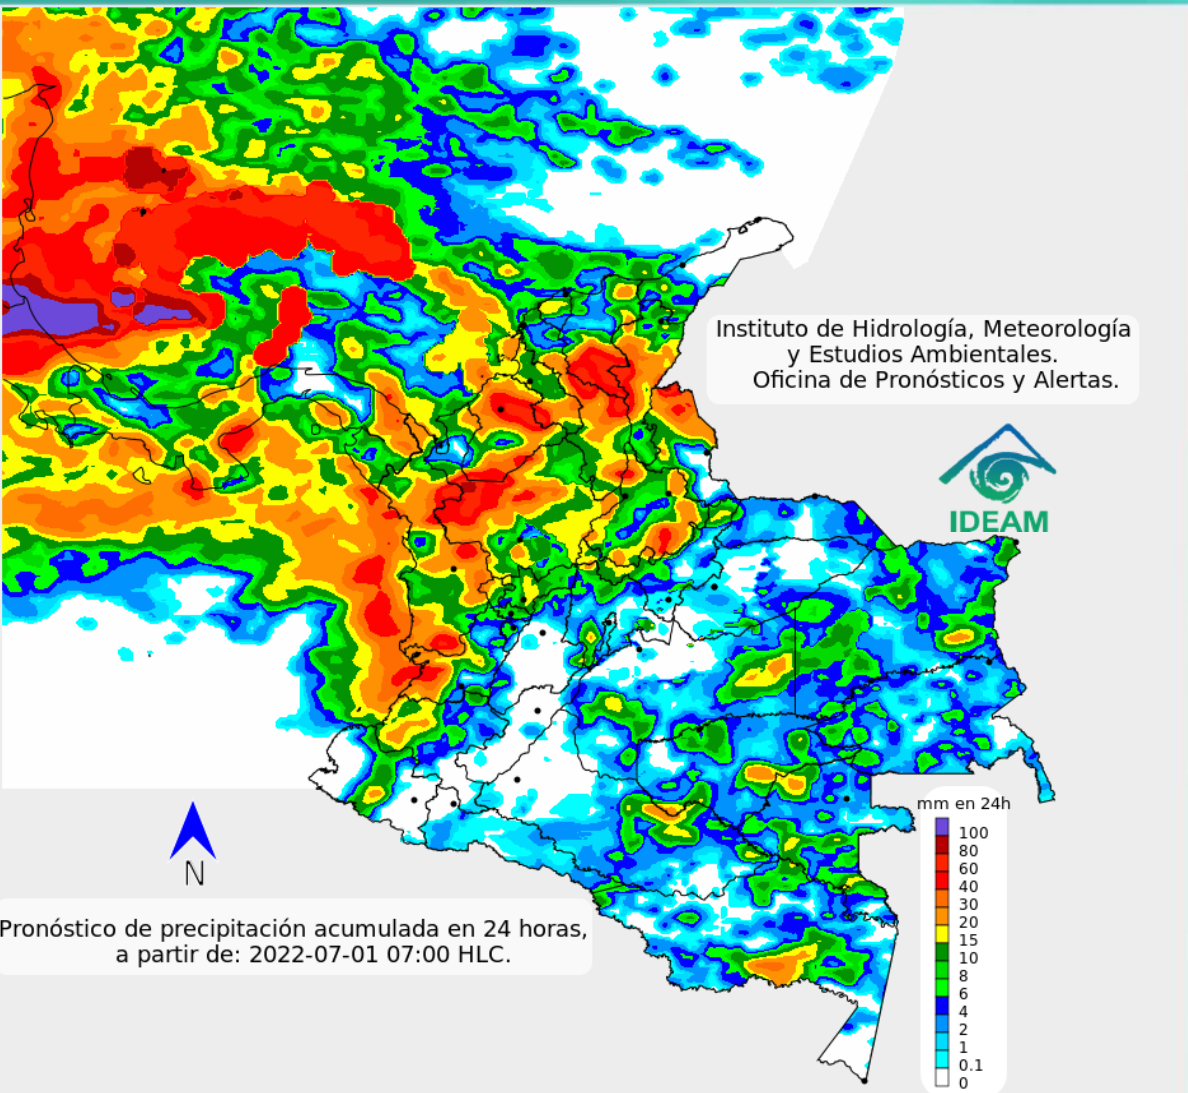 Instituto de Hidrología, Meteorología
y Estudios Ambientales.
Oficina de Pronósticos y Alertas.
IDEAM
N
Pronóstico de precipitación acumulada en 24 horas,
a partir de: 2022-07-01 07:00 HLC.
mm en 24h
100
80
60
40
30
20
15
10
8
6
4
2
1
0.1
0